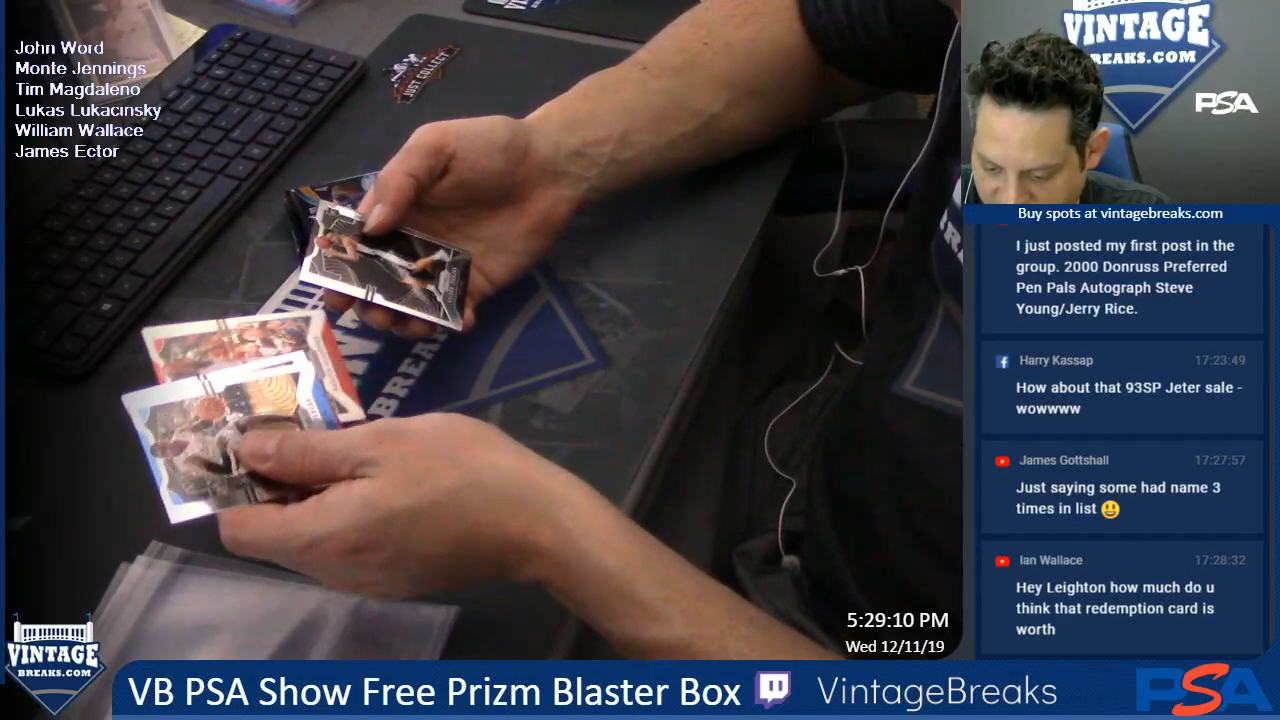 John Word
Monte Jennings
Tim Magdaleno
Lukas Lukacinsky
William Wallace
James Ector
JUST COLLECT
VINTAGE
BREAKS.COM
PSA
Buy spots at vintagebreaks.com
I just posted my first post in the
group. 2000 Donruss Preferred
Pen Pals Autograph Steve
Young/Jerry Rice.
Harry Kassap 17:23:49
How about that 93SP Jeter sale -
wowwww
James Gottshall 17:27:57
Just saying some had name 3
times in list 😃
Ian Wallace 17:28:32
Hey Leighton how much do u
think that redemption card is
worth
BREAK
5:29:10 PM
Wed 12/11/19
VINTAGE
BREAKS.COM
VB PSA Show Free Prizm Blaster Box VintageBreaks PSA